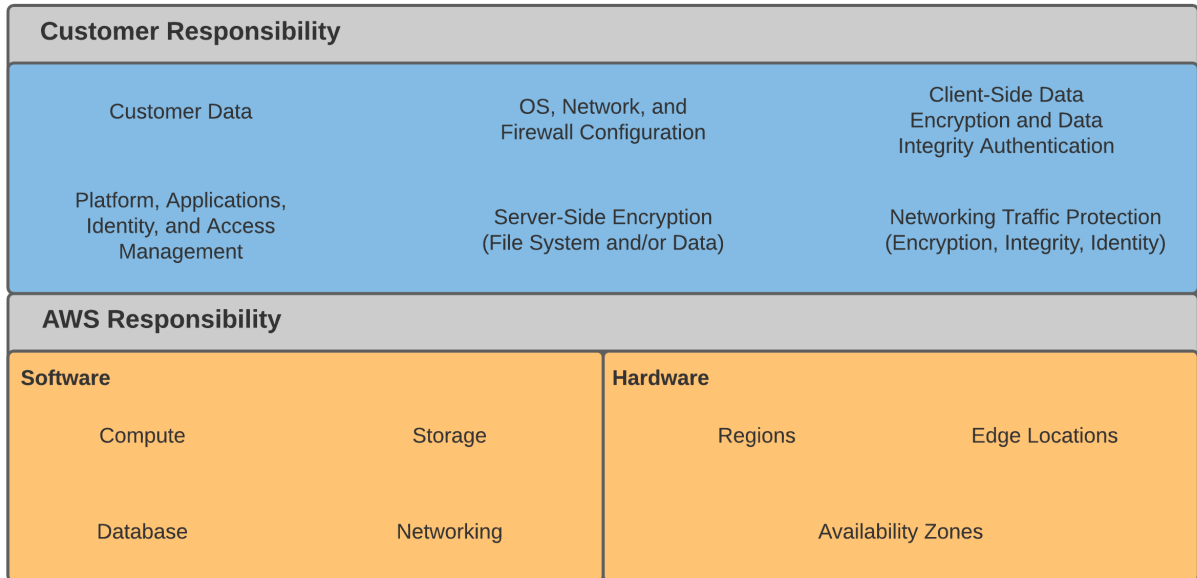 Customer Responsibility
Customer Data
OS, Network, and
Firewall Configuration
Client-Side Data
Encryption and Data
Integrity Authentication
Platform, Applications,
Identity, and Access
Management
Server-Side Encryption
(File System and/or Data)
Networking Traffic Protection
(Encryption, Integrity, Identity)
AWS Responsibility
Software
Compute
Storage
Database
Networking
Hardware
Regions
Edge Locations
Availability Zones